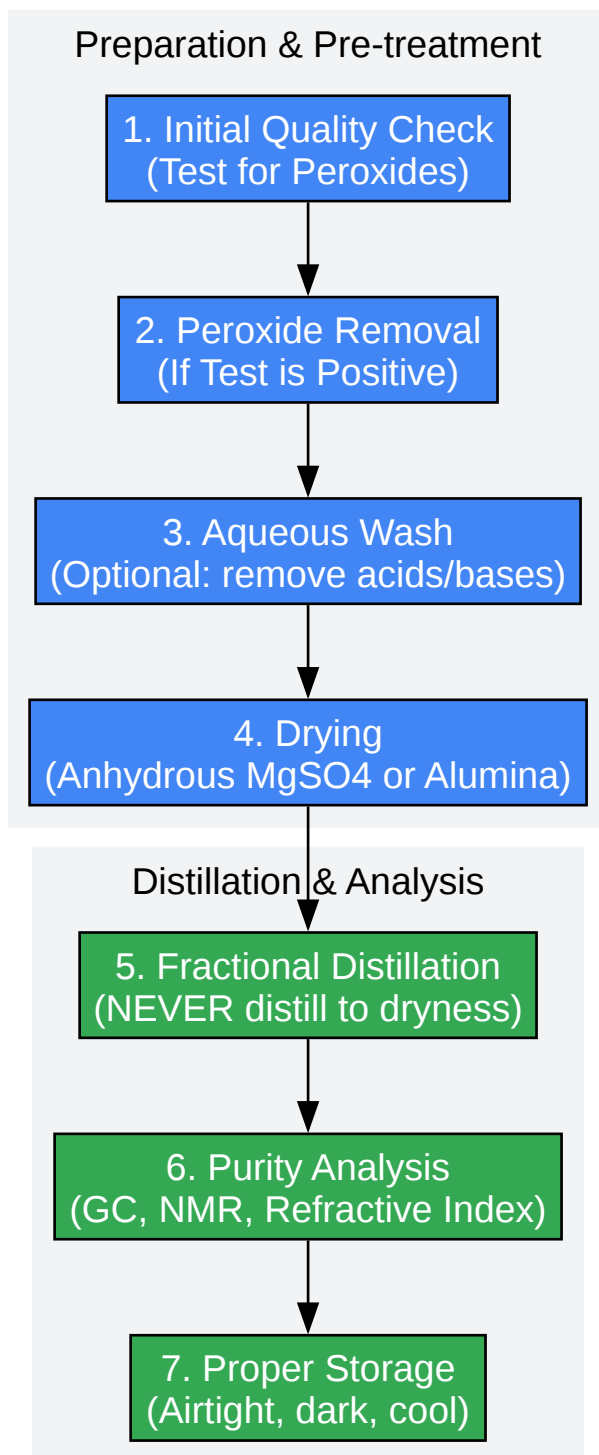 Preparation & Pre-treatment
1. Initial Quality Check
(Test for Peroxides)
2. Peroxide Removal
(If Test is Positive)
3. Aqueous Wash
(Optional: remove acids/bases)
4. Drying
(Anhydrous MgSO4 or Alumina)
Distillation & Analysis
5. Fractional Distillation
(NEVER distill to dryness)
6. Purity Analysis
(GC, NMR, Refractive Index)
7. Proper Storage
(Airtight, dark, cool)